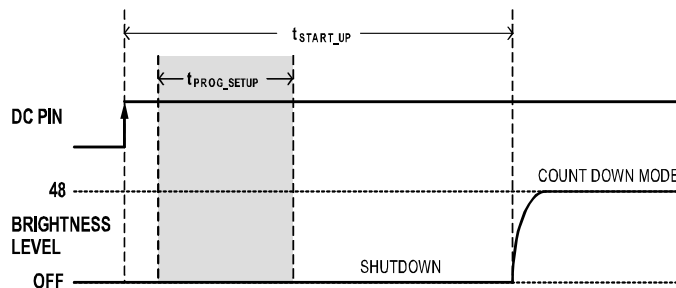 tSTART_UP
tPROG_SETUP
DC PIN
48
COUNT DOWN MODE
BRIGHTNESS
LEVEL
SHUTDOWN
OFF